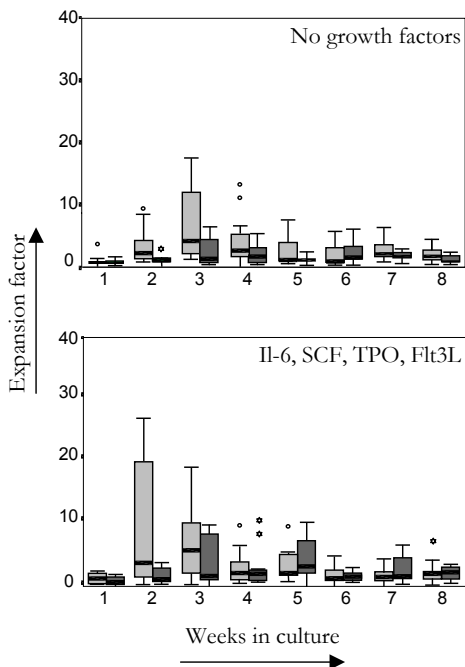 No growth factors
40
30
20
10
0
1 2 3 4 5 6 7 8
Expansion factor
Il-6, SCF, TPO, Flt3L
40
30
20
10
0
1 2 3 4 5 6 7 8
Weeks in culture